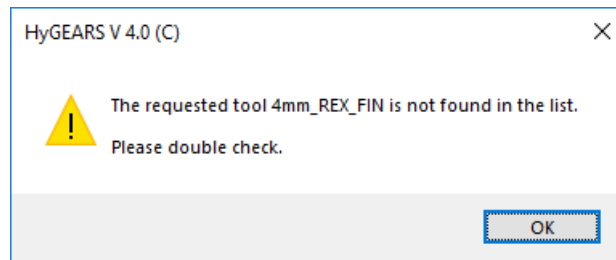 HyGEARS V 4.0 (C)
The requested tool 4mm_REX_FIN is not found in the list.
Please double check.
OK